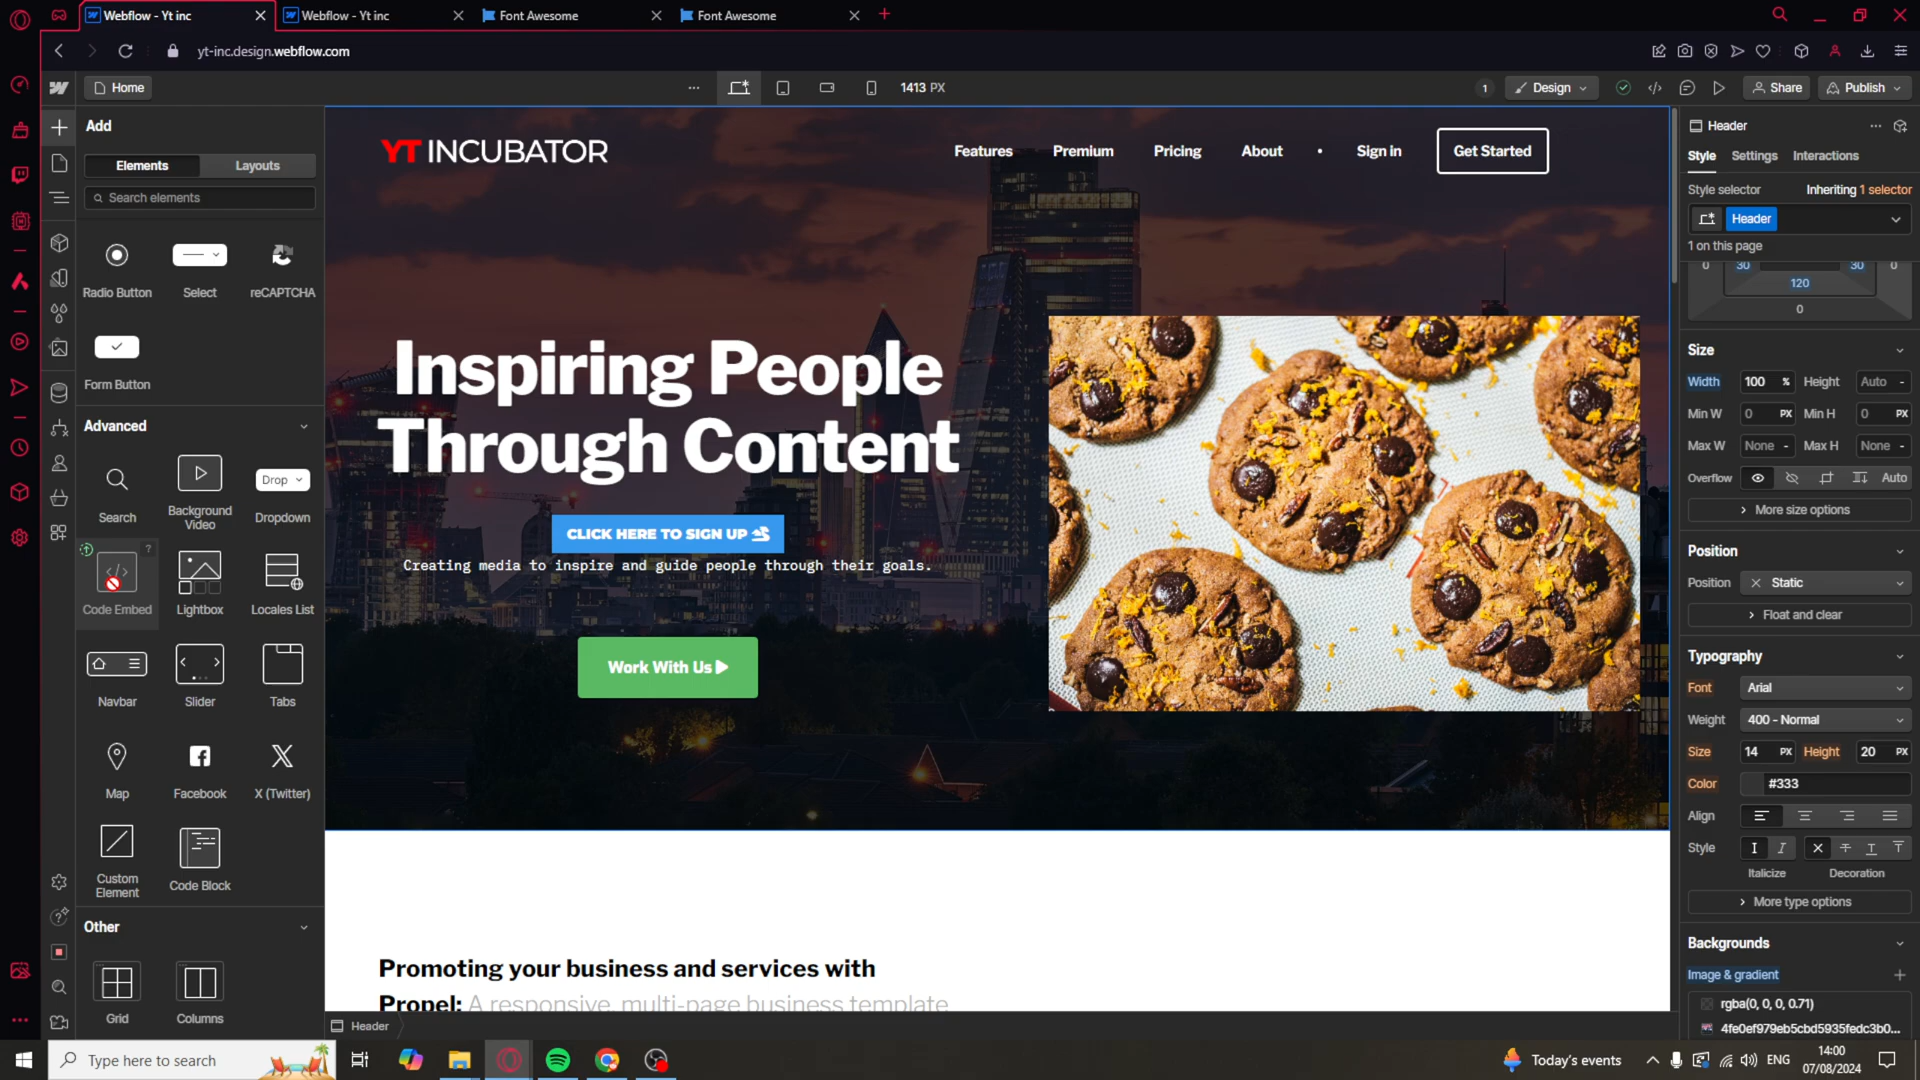 Webflow - Yt inc
Webflow - Yt inc
Font Awesome
Font Awesome
yt-inc.design.webflow.com
Home
1413 PX
1
Design
Share
Publish
Add
Elements
Layouts
Search elements
Radio Button
Select
reCAPTCHA
Form Button
Advanced
Search
Background Video
Drop
Dropdown
?
Code Embed
Lightbox
Locales List
Navbar
Slider
Tabs
Map
Facebook
X (Twitter)
Custom Element
Code Block
Other
Grid
Columns
YT INCUBATOR
Features
Premium
Pricing
About
•
Sign in
Get Started
Inspiring People
Through Content
CLICK HERE TO SIGN UP
Creating media to inspire and guide people through their goals.
Work With Us
Promoting your business and services with
Propel: A responsive, multi-page business template
Header
Header
Style
Settings
Interactions
Style selector
Inheriting 1 selector
Header
1 on this page
0 30 30 0
120
0
Size
Width 100 % Height Auto -
Min W 0 PX Min H 0 PX
Max W None - Max H None -
Overflow Auto
More size options
Position
Position Static
Float and clear
Typography
Font Arial
Weight 400 - Normal
Size 14 PX Height 20 PX
Color #333
Align
Style
Italicize Decoration
More type options
Backgrounds
Image & gradient
rgba(0, 0, 0, 0.71)
4fe0ef979eb5cbd5935fedc3b0...
Type here to search
Today's events
ENG
14:00
07/08/2024